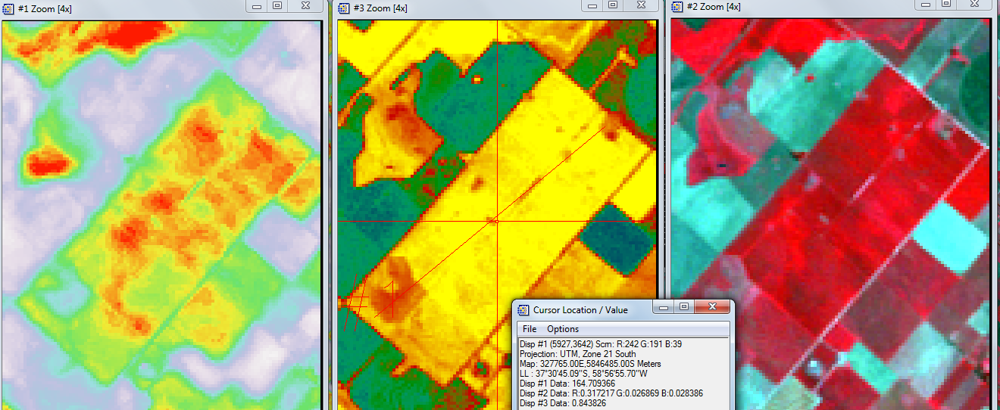 #1 Zoom [4x]
#3 Zoom [4x]
#2 Zoom [4x]
#1
Cursor Location / Value
File Options
Disp #1 (5927,3642) Scrn: R:242 G:191 B:39
Projection: UTM, Zone 21 South
Map: 327765.00E,5846485.00S Meters
LL : 37°30'45.09"S, 58°56'55.70"W
Disp #1 Data: 164.709366
Disp #2 Data: R:0.317217 G:0.026869 B:0.028386
Disp #3 Data: 0.843826